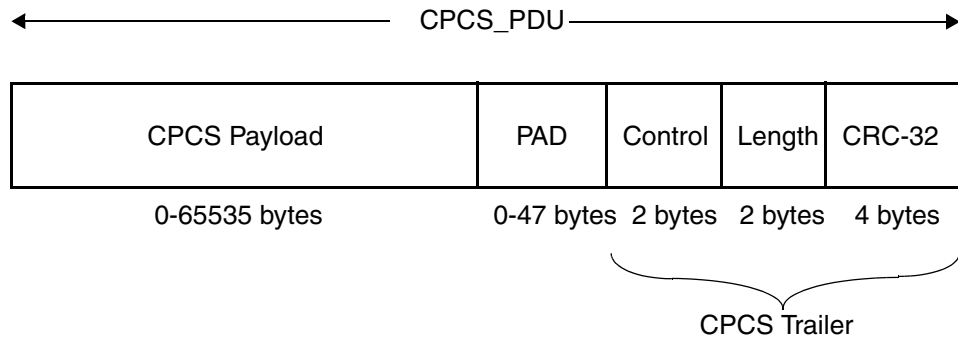 CPCS_PDU
CPCS Payload PAD Control Length CRC-32
0-65535 bytes 0-47 bytes 2 bytes 2 bytes 4 bytes
CPCS Trailer